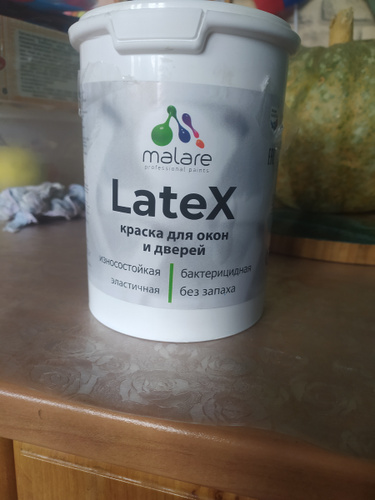 malare
professional paints
LateX
краска для окон
и дверей
износостойкая бактерицидная
эластичная без запаха